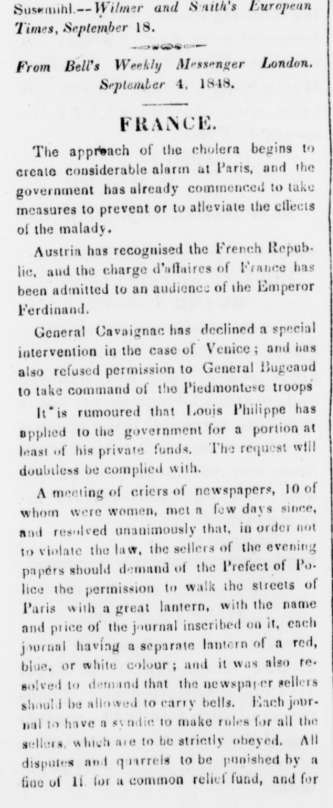 Susemihl.—Wilmer and Smith's European
Times, September 18.
From Bell's Weekly Messenger London.
September 4, 1848.
FRANCE.
The approach of the cholera begins to
create considerable alarm at Paris, and the
government has already commenced to take
measures to prevent or to alleviate the effects
of the malady.
Austria has recognised the French Repub-
lic, and the charge d'affaires of France has
been admitted to an audience of the Emperor
Ferdinand.
General Cavaignac has declined a special
intervention in the case of Venice; and has
also refused permission to General Bugeaud
to take command of the Piedmontese troops
It is rumoured that Louis Philippe has
applied to the government for a portion at
least of his private funds. The request will
doubtless be complied with.
A meeting of criers of newspapers, 10 of
whom were women, met a few days since,
and resolved unanimously that, in order not
to violate the law, the sellers of the evening
papers should demand of the Prefect of Po-
lice the permission to walk the streets of
Paris with a great lantern, with the name
and price of the journal inscribed on it, each
journal having a separate lantern of a red,
blue, or white colour; and it was also re-
solved to demand that the newspaper sellers
should be allowed to carry bells. Each jour-
nal to have a syndic to make rules for all the
sellers, which are to be strictly obeyed. All
disputes and quarrels to be punished by a
fine of 1f. for a common relief fund, and for